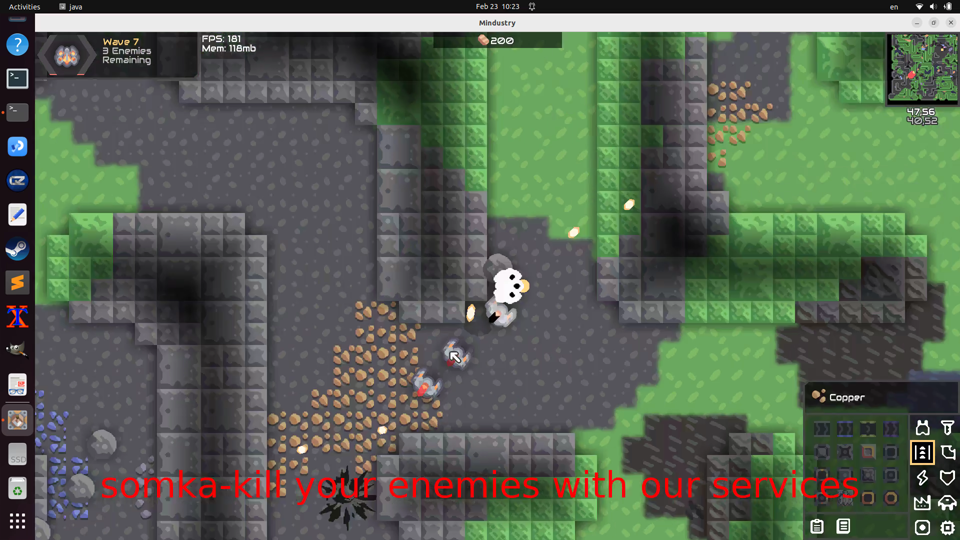 Activities
java
Feb 23 10:23
en
Mindustry
Wave 7
3 Enemies
Remaining
FPS: 181
Mem: 118mb
200
47,56
40,52
Copper
SSD
somka-kill your enemies with our services